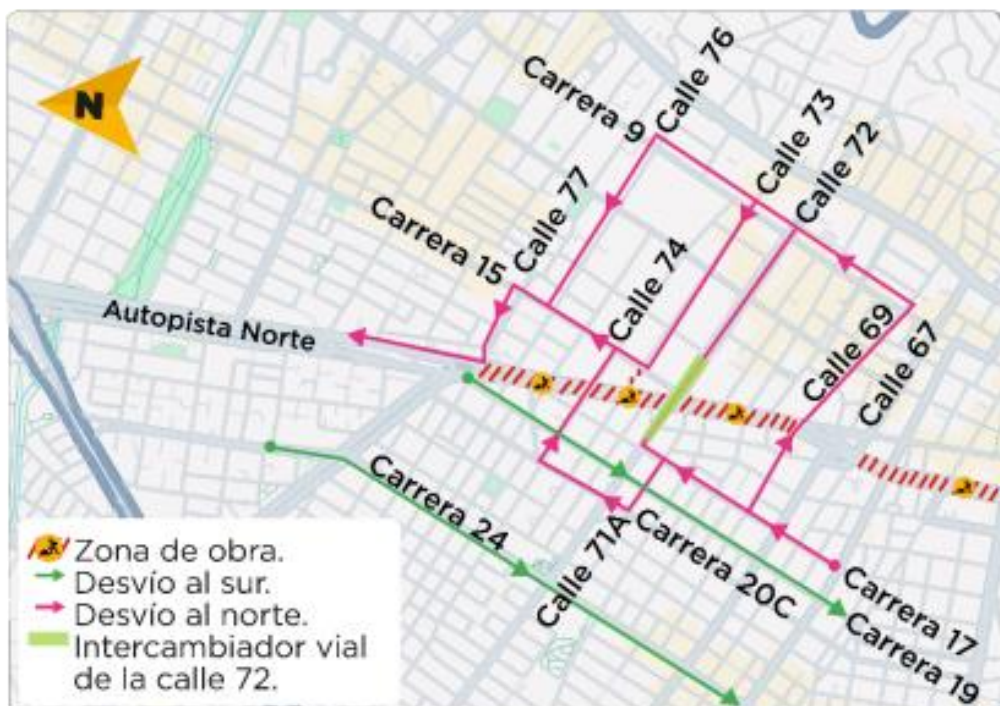 N
Carrera 9
Calle 76
Calle 73
Calle 72
Calle 77
Carrera 15
Calle 74
Autopista Norte
Calle 69
Calle 67
Carrera 24
Calle 71A
Carrera 20C
Carrera 17
Carrera 19
Zona de obra.
Desvío al sur.
Desvío al norte.
Intercambiador vial
de la calle 72.